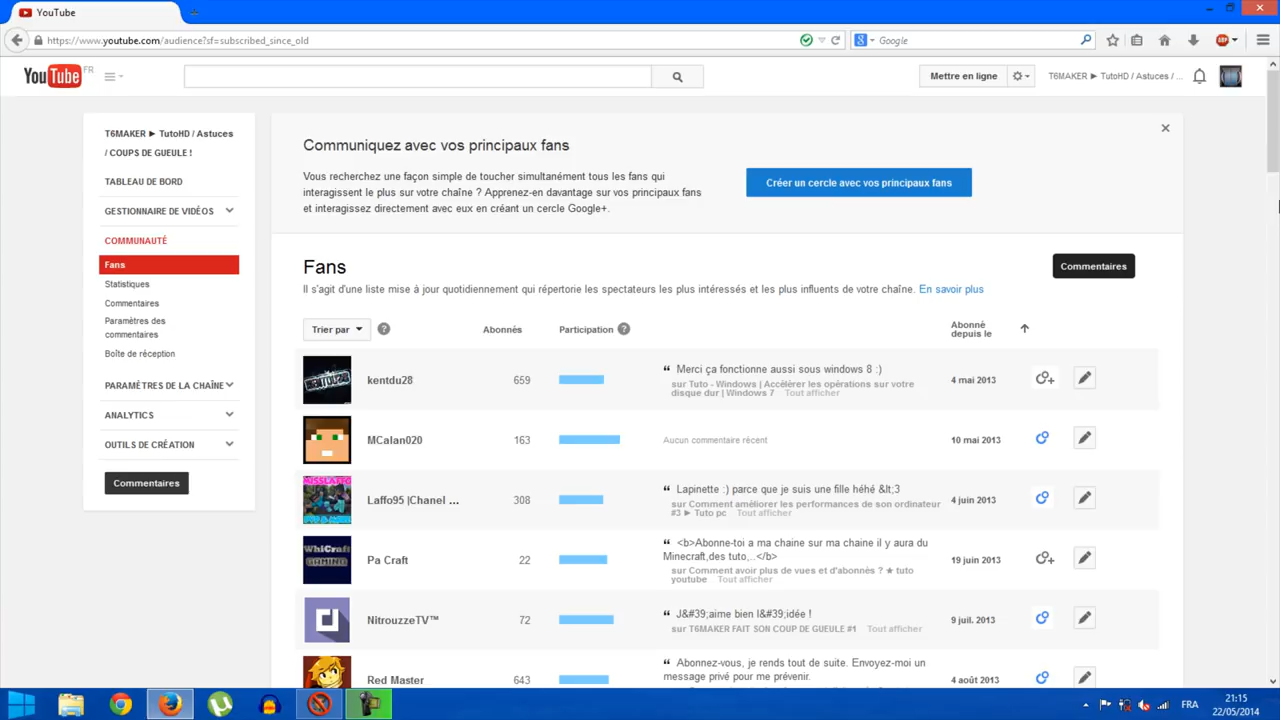 YouTube
https://www.youtube.com/audience?sf=subscribed_since_old
Google
YouTube FR
Mettre en ligne
T6MAKER ► TutoHD / Astuces / ...
T6MAKER ► TutoHD / Astuces
/ COUPS DE GUEULE !
TABLEAU DE BORD
GESTIONNAIRE DE VIDÉOS
COMMUNAUTÉ
Fans
Statistiques
Commentaires
Paramètres des
commentaires
Boîte de réception
PARAMÈTRES DE LA CHAÎNE
ANALYTICS
OUTILS DE CRÉATION
Commentaires
Communiquez avec vos principaux fans
Vous recherchez une façon simple de toucher simultanément tous les fans qui
interagissent le plus sur votre chaîne ? Apprenez-en davantage sur vos principaux fans
et interagissez directement avec eux en créant un cercle Google+.
Créer un cercle avec vos principaux fans
Fans
Commentaires
Il s'agit d'une liste mise à jour quotidiennement qui répertorie les spectateurs les plus intéressés et les plus influents de votre chaîne. En savoir plus
Trier par
Abonnés
Participation
Abonné
depuis le
kentdu28
659
Merci ça fonctionne aussi sous windows 8 :)
sur Tuto - Windows | Accélèrer les opérations sur votre
disque dur | Windows 7 Tout afficher
4 mai 2013
MCalan020
163
Aucun commentaire récent
10 mai 2013
Laffo95 |Chanel ...
308
Lapinette :) parce que je suis une fille héhé &lt;3
sur Comment améliorer les performances de son ordinateur
#3 ► Tuto pc Tout afficher
4 juin 2013
WhiCraft
GAMING
Pa Craft
22
<b>Abonne-toi a ma chaine sur ma chaine il y aura du
Minecraft,des tuto,..</b>
sur Comment avoir plus de vues et d'abonnés ? ★ tuto
youtube Tout afficher
19 juin 2013
NitrouzzeTV™
72
J&#39;aime bien l&#39;idée !
sur T6MAKER FAIT SON COUP DE GUEULE #1 Tout afficher
9 juil. 2013
Red Master
643
Abonnez-vous, je rends tout de suite. Envoyez-moi un
message privé pour me prévenir.
4 août 2013
FRA
21:15
22/05/2014